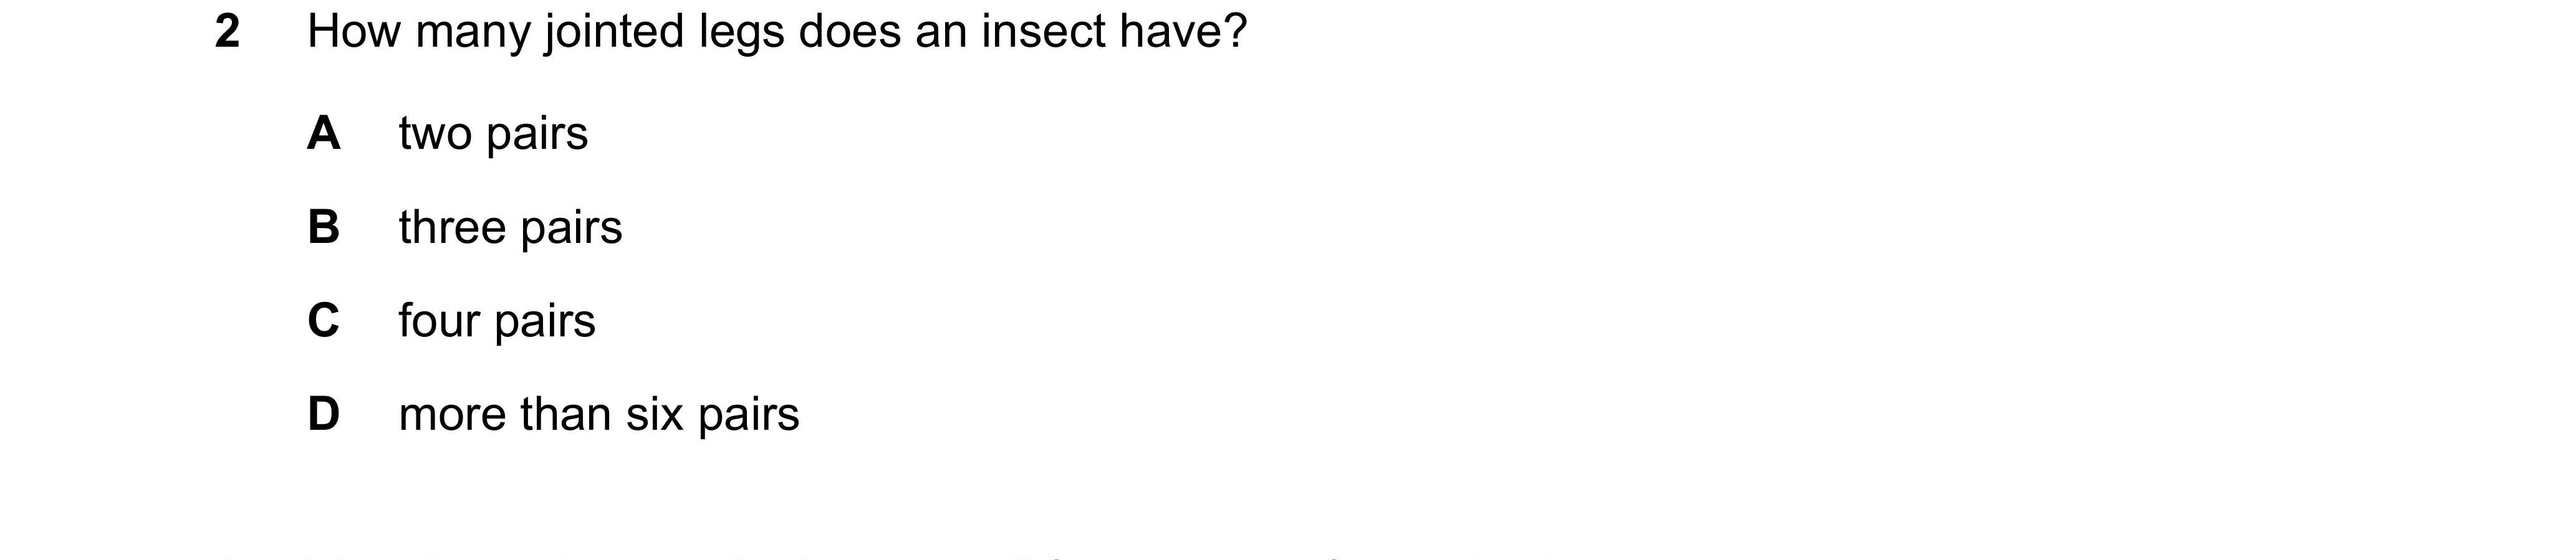 2 How many jointed legs does an insect have?
A two pairs
B three pairs
C four pairs
D more than six pairs